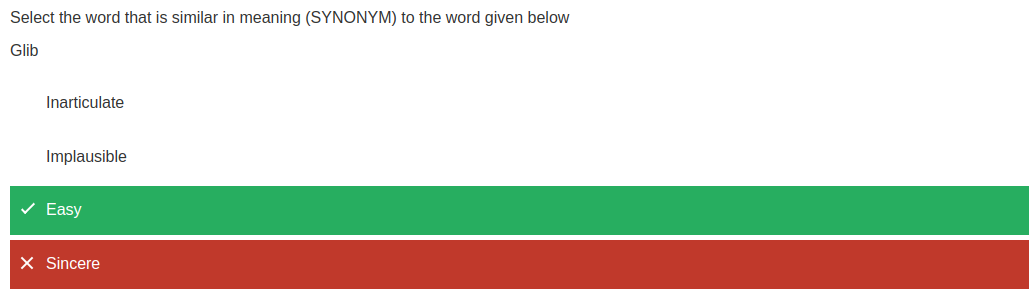 Select the word that is similar in meaning (SYNONYM) to the word given below
Glib
Inarticulate
Implausible
Easy
Sincere